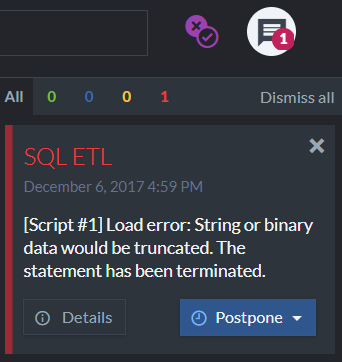 1
All 0 0 0 1 Dismiss all
SQL ETL
December 6, 2017 4:59 PM
[Script #1] Load error: String or binary
data would be truncated. The
statement has been terminated.
Details Postpone